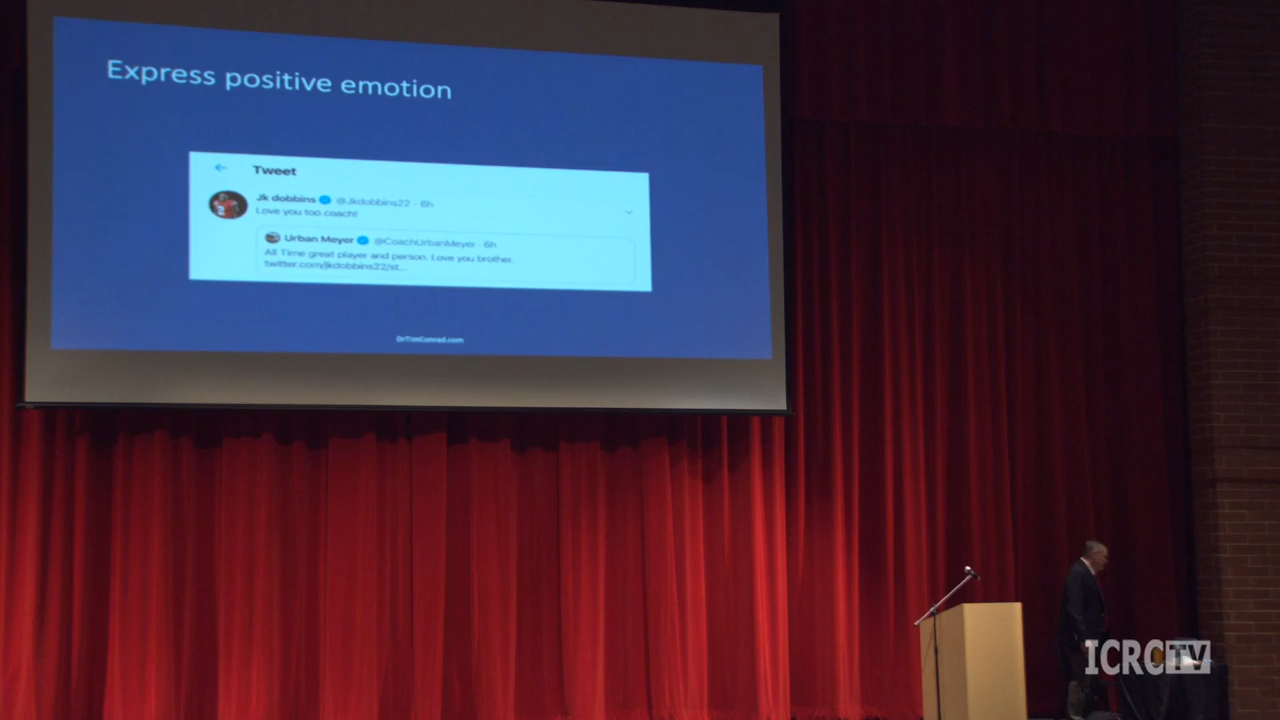 Express positive emotion
Tweet
Jk dobbins @Jkdobbins22 · 6h
Love you too coach!
Urban Meyer @CoachUrbanMeyer · 6h
All Time great player and person. Love you brother.
twitter.com/jkdobbins22/st...
DrTimConrad.com
ICRCTV